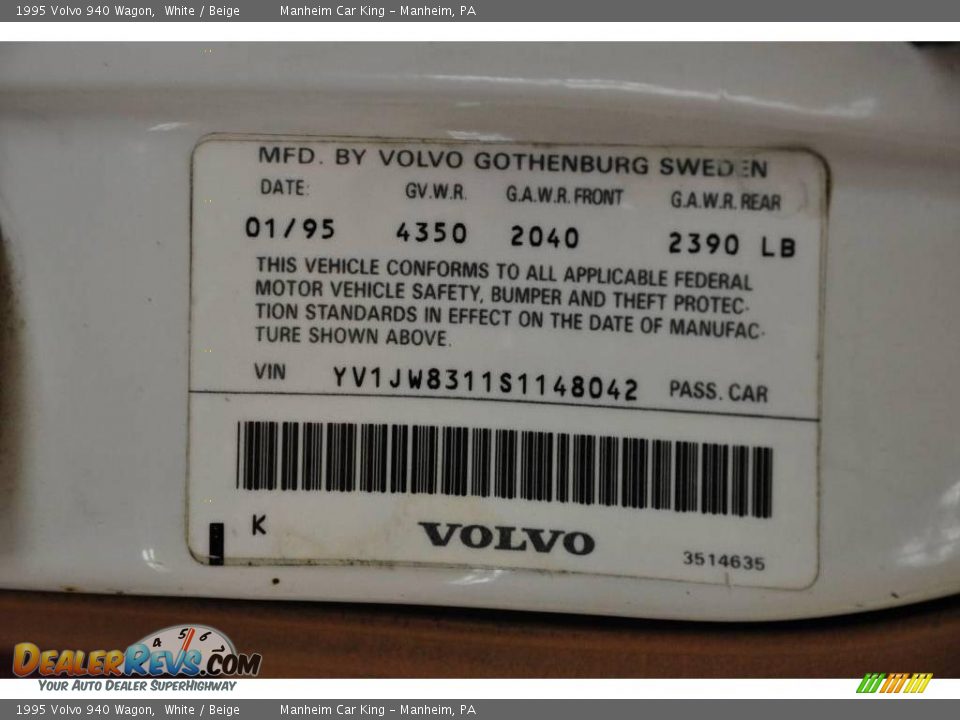 1995 Volvo 940 Wagon, White / Beige Manheim Car King - Manheim, PA
MFD. BY VOLVO GOTHENBURG SWEDEN
DATE: GV.W.R. G.A.W.R. FRONT G.A.W.R. REAR
01/95 4350 2040 2390 LB
THIS VEHICLE CONFORMS TO ALL APPLICABLE FEDERAL
MOTOR VEHICLE SAFETY, BUMPER AND THEFT PROTEC-
TION STANDARDS IN EFFECT ON THE DATE OF MANUFAC-
TURE SHOWN ABOVE.
VIN YV1JW8311S1148042 PASS. CAR
K VOLVO 3514635
4 5 6
DEALERREVS.COM
YOUR AUTO DEALER SUPERHIGHWAY
1995 Volvo 940 Wagon, White / Beige Manheim Car King - Manheim, PA